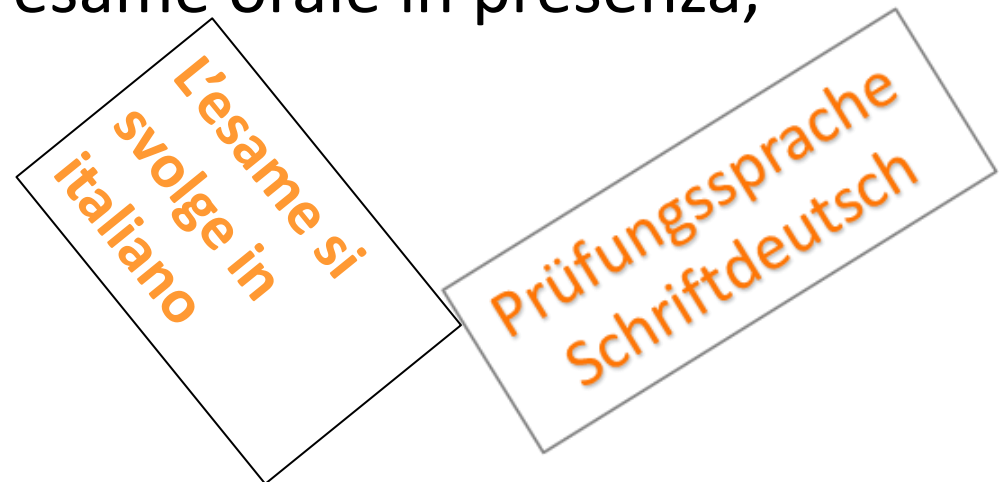 esame orale in presenza,
L'esame si
svolge in
italiano
Prüfungssprache
Schriftdeutsch